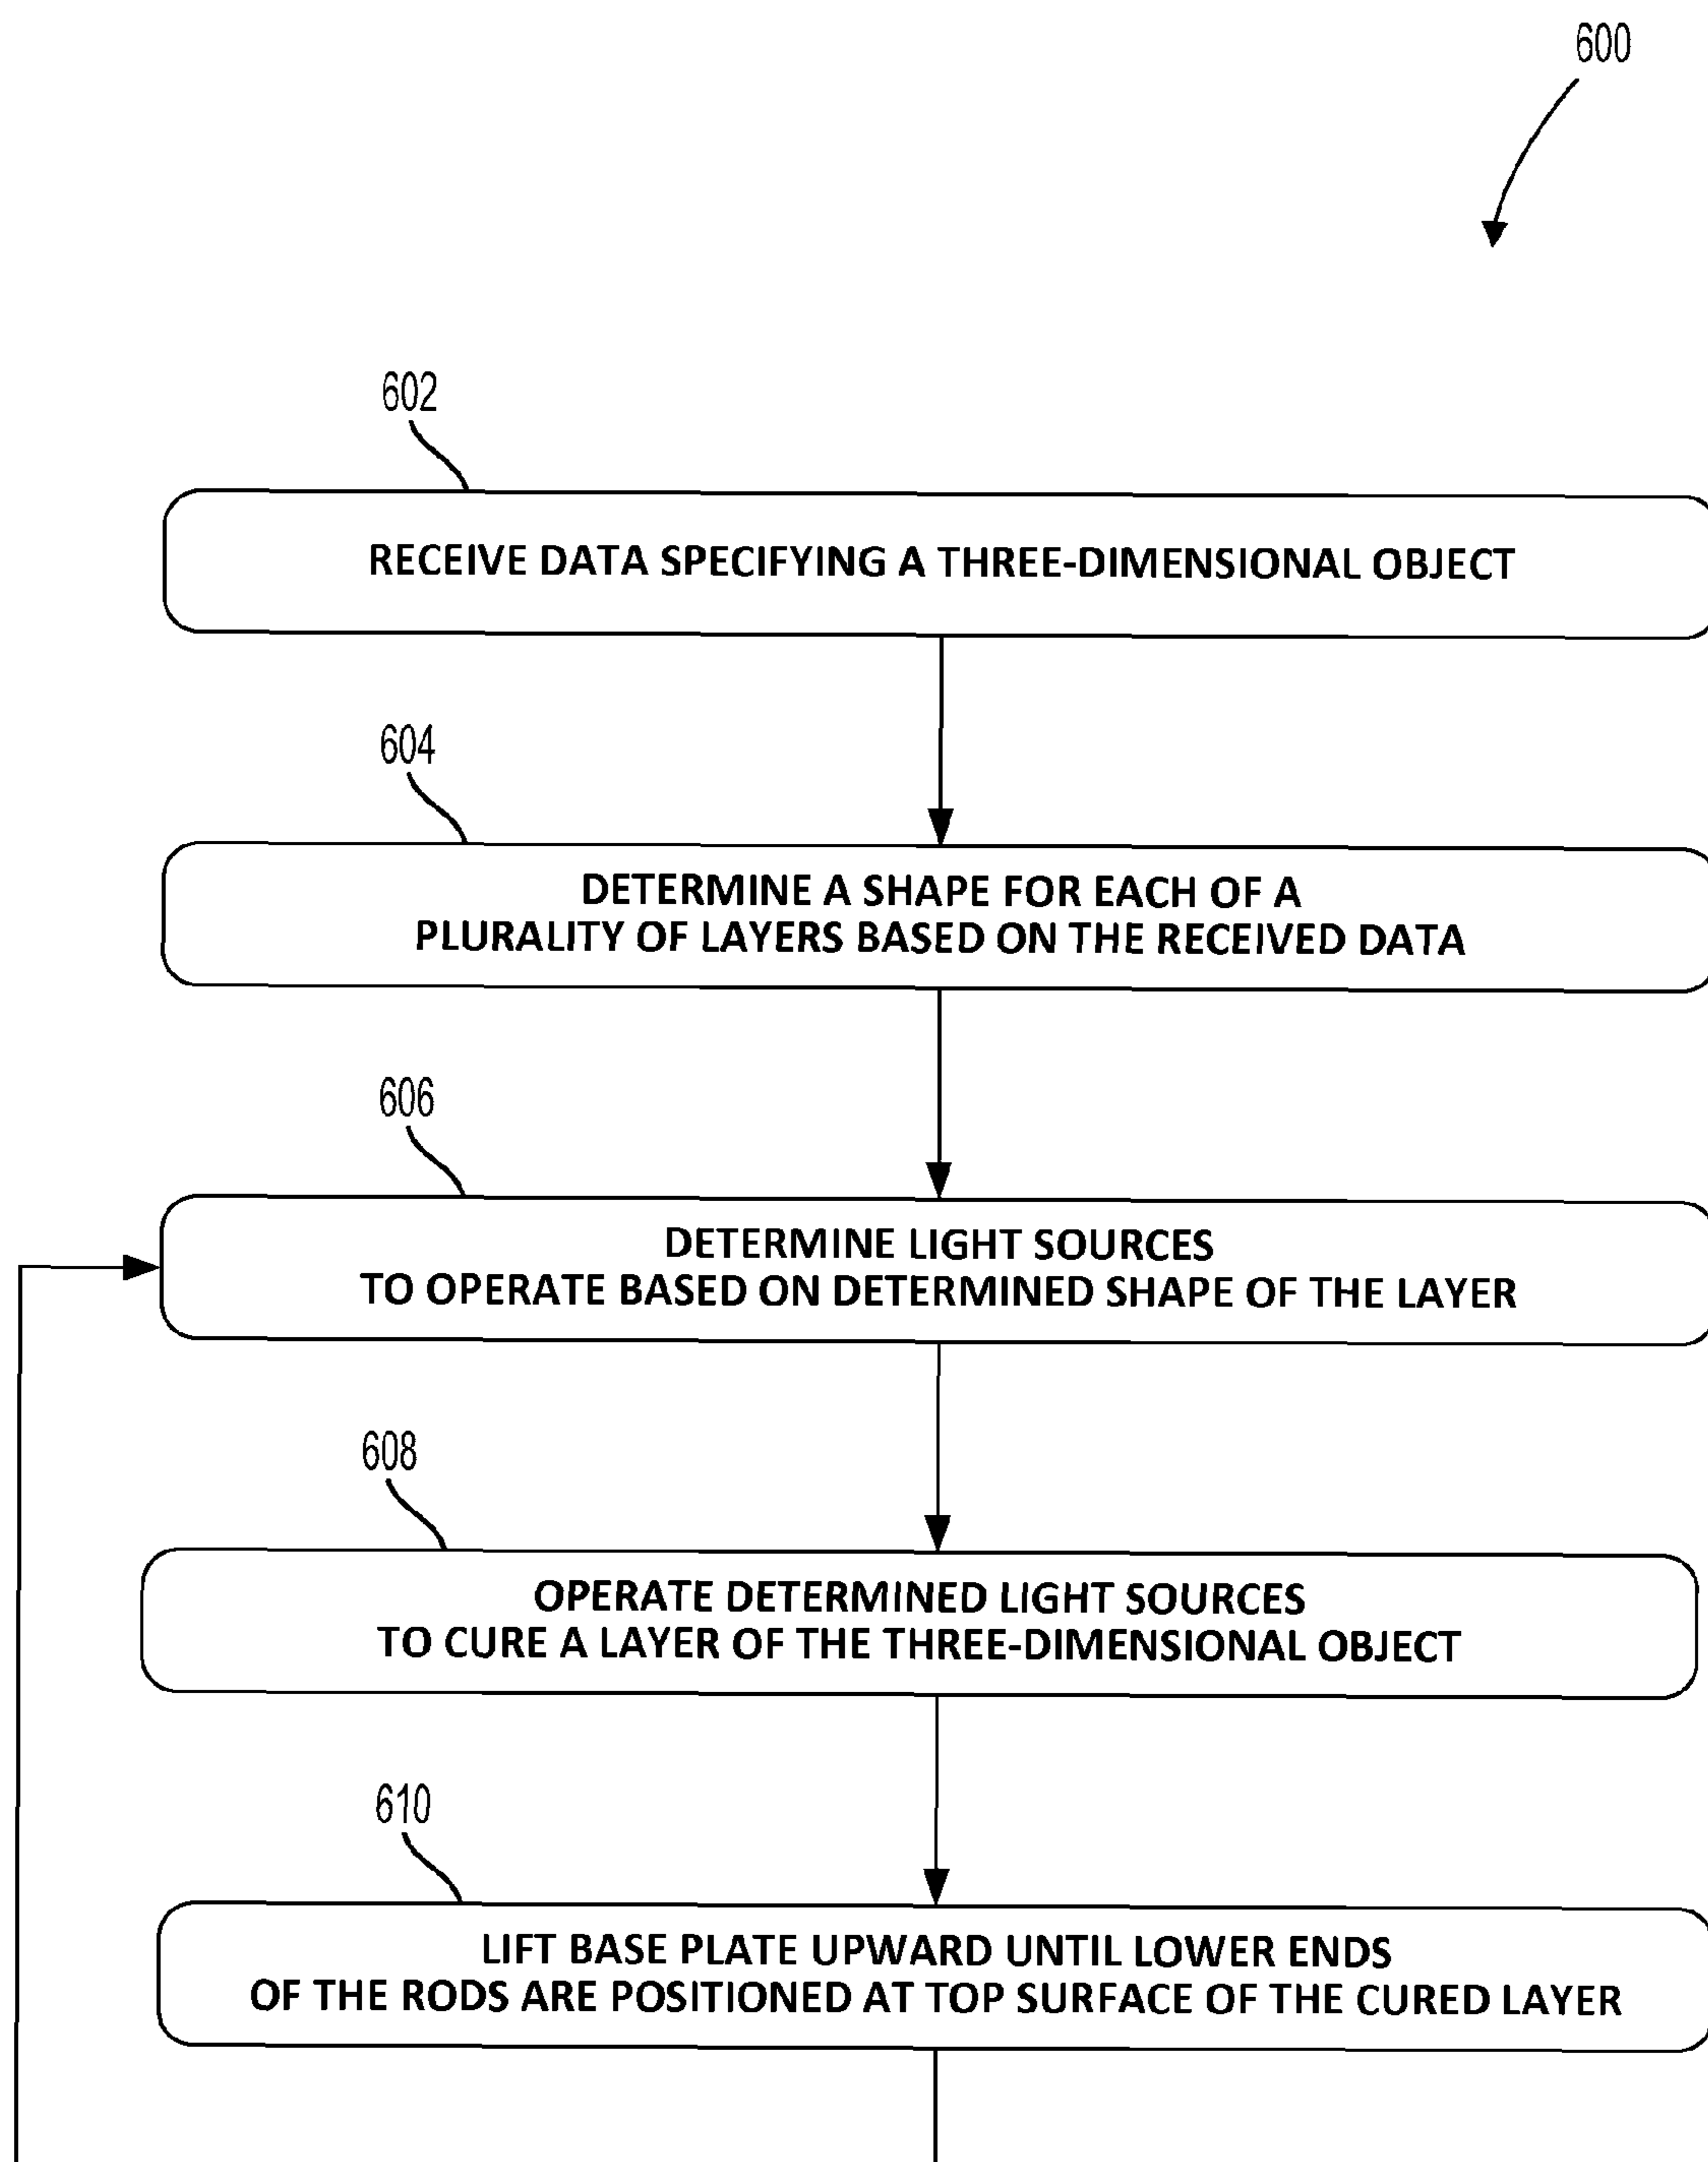 600
602
RECEIVE DATA SPECIFYING A THREE-DIMENSIONAL OBJECT
604
DETERMINE A SHAPE FOR EACH OF A
PLURALITY OF LAYERS BASED ON THE RECEIVED DATA
606
DETERMINE LIGHT SOURCES
TO OPERATE BASED ON DETERMINED SHAPE OF THE LAYER
608
OPERATE DETERMINED LIGHT SOURCES
TO CURE A LAYER OF THE THREE-DIMENSIONAL OBJECT
610
LIFT BASE PLATE UPWARD UNTIL LOWER ENDS
OF THE RODS ARE POSITIONED AT TOP SURFACE OF THE CURED LAYER